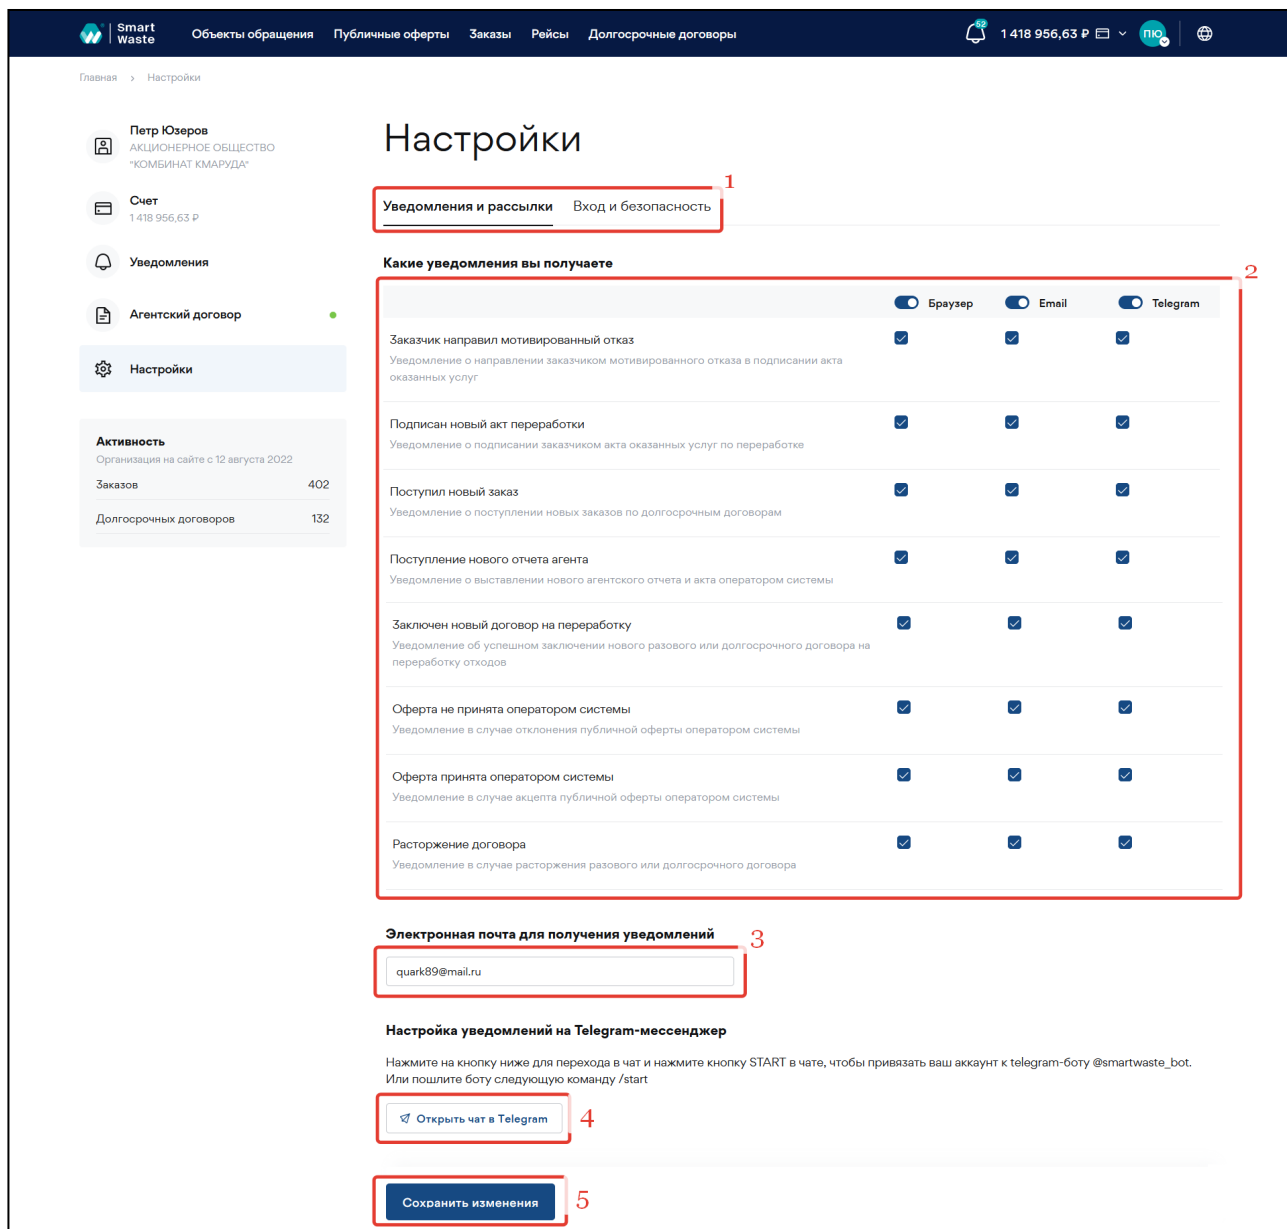 Smart
Waste
Объекты обращения Публичные оферты Заказы Рейсы Долгосрочные договоры
52
1 418 956,63 ₽
ПЮ
Главная > Настройки
Петр Юзеров
АКЦИОНЕРНОЕ ОБЩЕСТВО
"КОМБИНАТ КМАРУДА"
Счет
1 418 956,63 ₽
Уведомления
Агентский договор
Настройки
Активность
Организация на сайте с 12 августа 2022
Заказов 402
Долгосрочных договоров 132
Настройки
1
Уведомления и рассылки Вход и безопасность
Какие уведомления вы получаете
2
Браузер Email Telegram
Заказчик направил мотивированный отказ
Уведомление о направлении заказчиком мотивированного отказа в подписании акта
оказанных услуг
Подписан новый акт переработки
Уведомление о подписании заказчиком акта оказанных услуг по переработке
Поступил новый заказ
Уведомление о поступлении новых заказов по долгосрочным договорам
Поступление нового отчета агента
Уведомление о выставлении нового агентского отчета и акта оператором системы
Заключен новый договор на переработку
Уведомление об успешном заключении нового разового или долгосрочного договора на
переработку отходов
Оферта не принята оператором системы
Уведомление в случае отклонения публичной оферты оператором системы
Оферта принята оператором системы
Уведомление в случае акцепта публичной оферты оператором системы
Расторжение договора
Уведомление в случае расторжения разового или долгосрочного договора
Электронная почта для получения уведомлений
3
quark89@mail.ru
Настройка уведомлений на Telegram-мессенджер
Нажмите на кнопку ниже для перехода в чат и нажмите кнопку START в чате, чтобы привязать ваш аккаунт к telegram-боту @smartwaste_bot.
Или пошлите боту следующую команду /start
Открыть чат в Telegram
4
Сохранить изменения
5